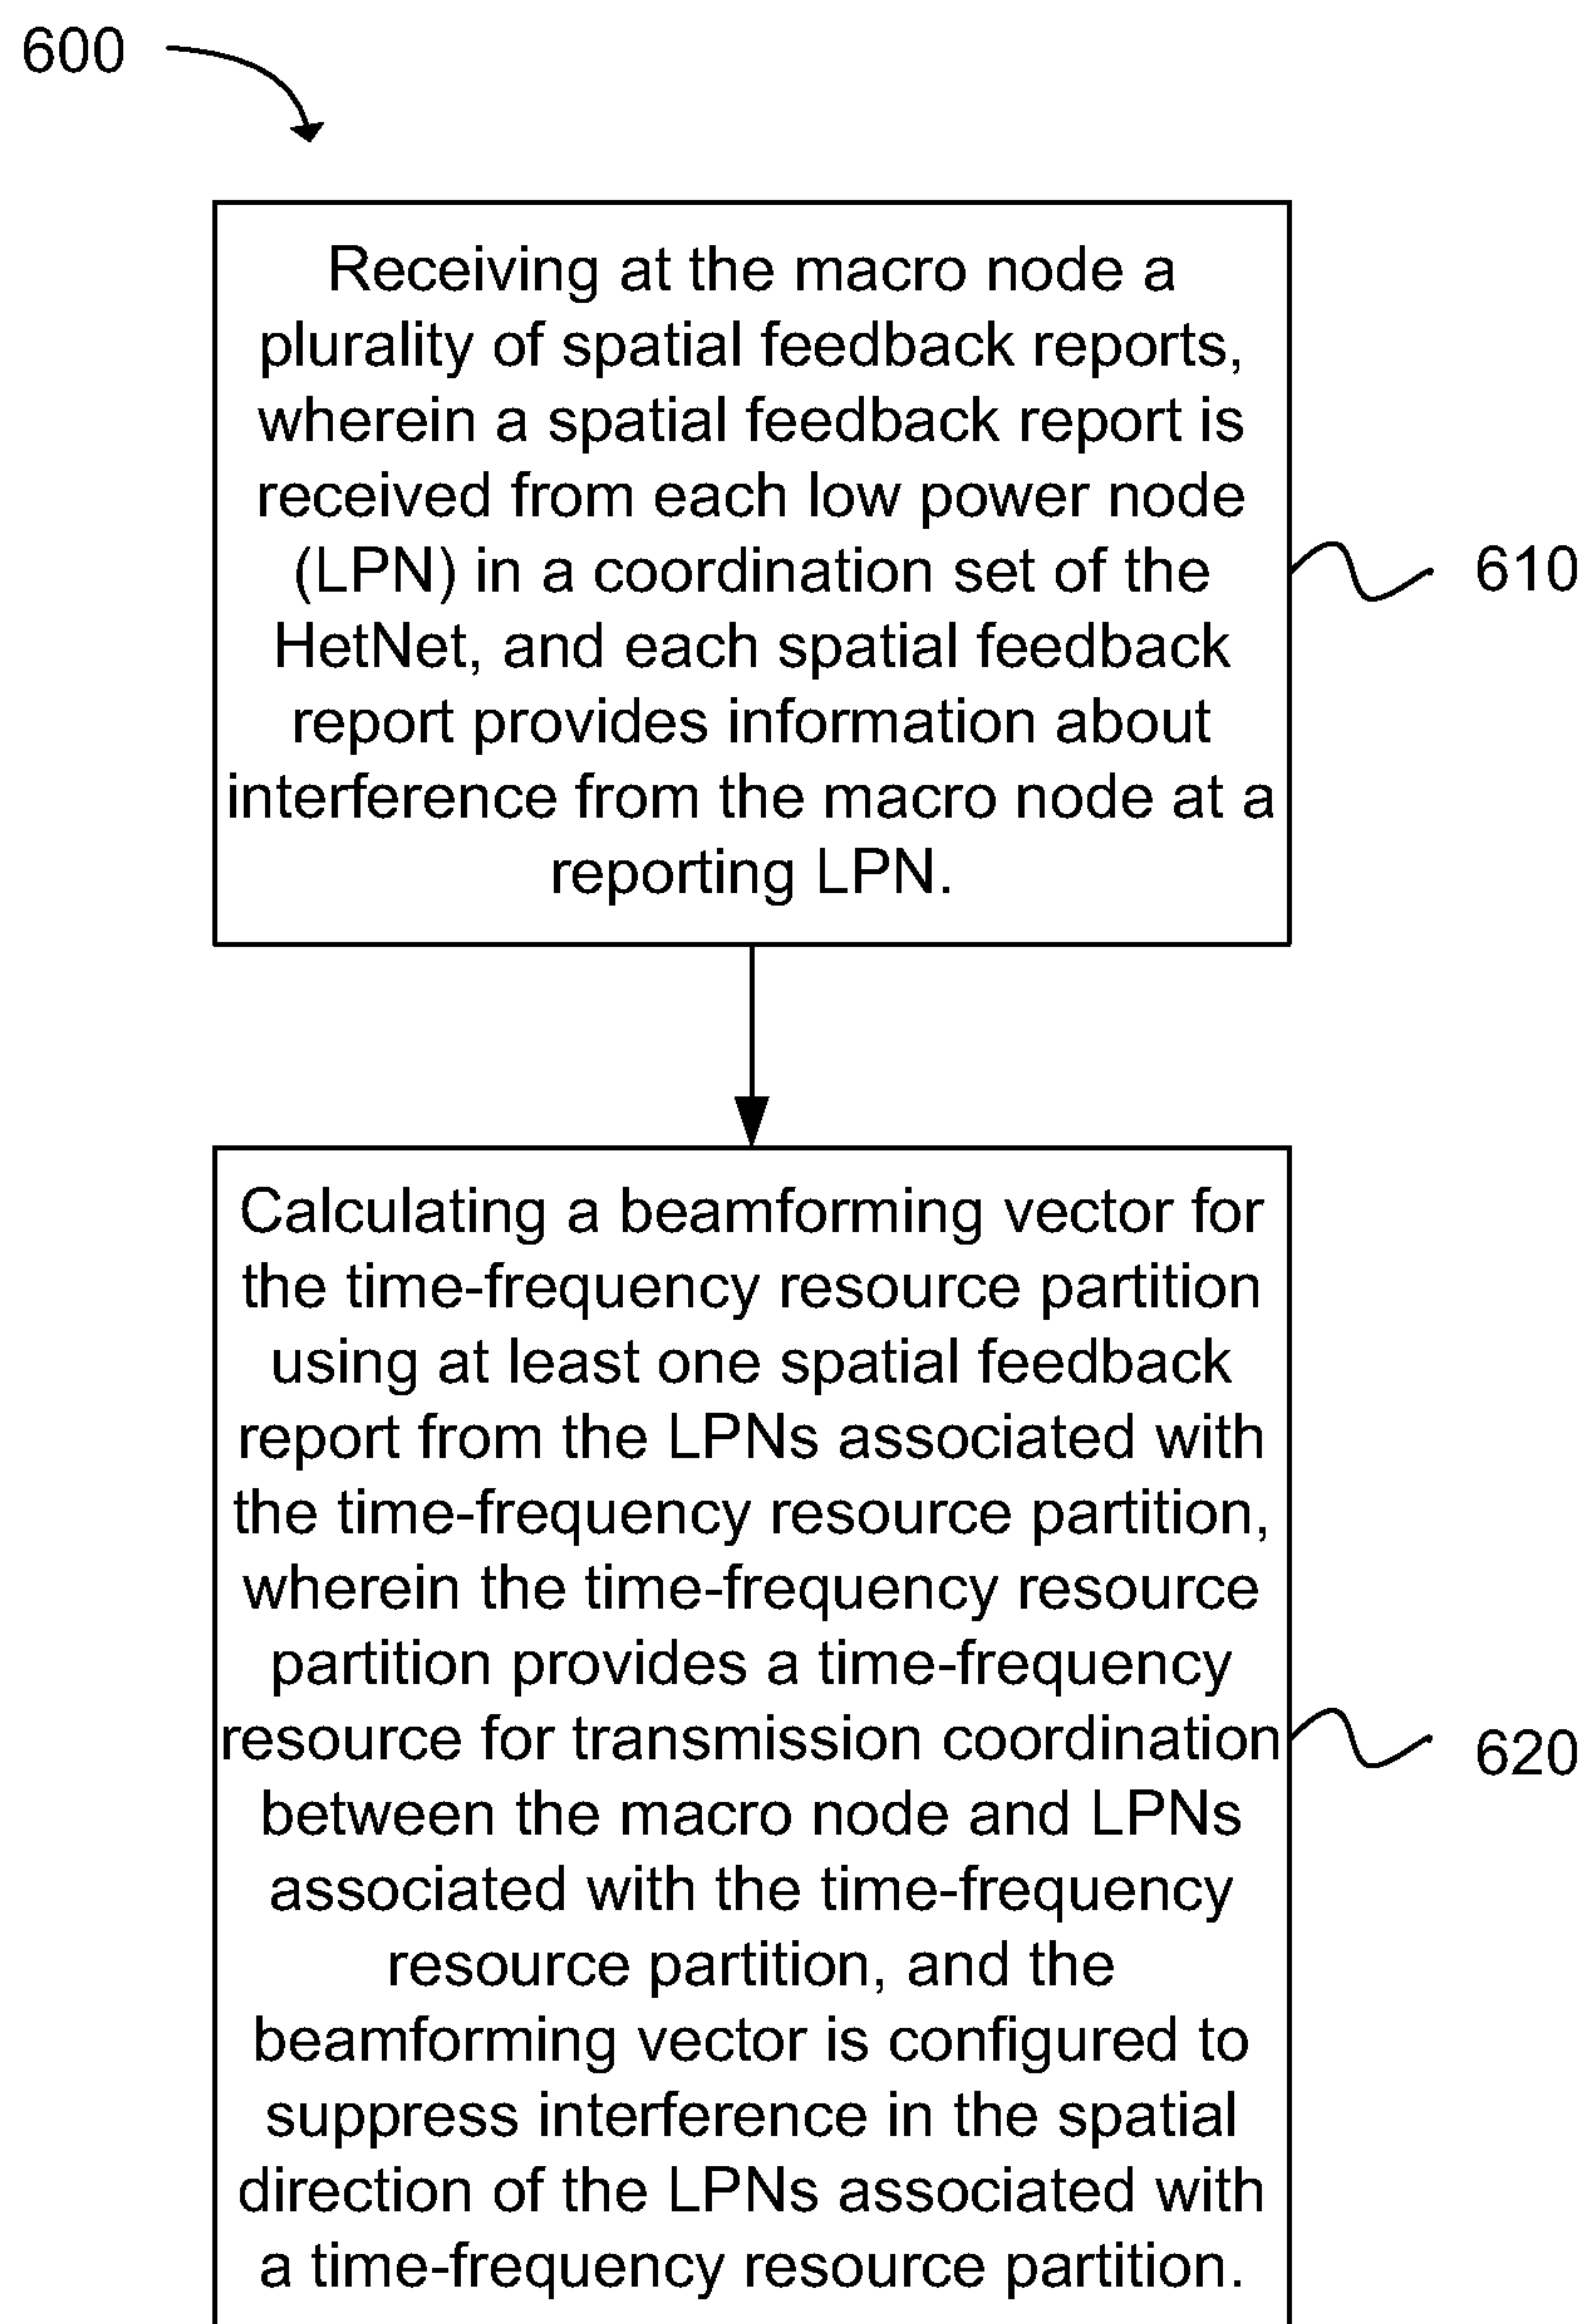 600
Receiving at the macro node a
plurality of spatial feedback reports,
wherein a spatial feedback report is
received from each low power node
(LPN) in a coordination set of the
HetNet, and each spatial feedback
report provides information about
interference from the macro node at a
reporting LPN.
610
Calculating a beamforming vector for
the time-frequency resource partition
using at least one spatial feedback
report from the LPNs associated with
the time-frequency resource partition,
wherein the time-frequency resource
partition provides a time-frequency
resource for transmission coordination
between the macro node and LPNs
associated with the time-frequency
resource partition, and the
beamforming vector is configured to
suppress interference in the spatial
direction of the LPNs associated with
a time-frequency resource partition.
620